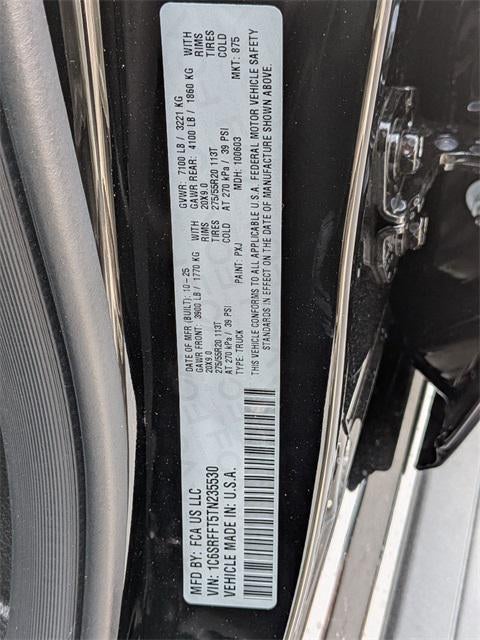 MFD BY: FCA US LLC
VIN: 1C6SRFFT5TN235530
VEHICLE MADE IN: U.S.A.
DATE OF MFR (BUILT): 10-25
GAWR FRONT: 3900 LB / 1770 KG WITH
20X9.0 RIMS
275/55R20 113T TIRES
AT 270 kPa / 39 PSI COLD
TYPE: TRUCK PAINT: PXJ
GVWR: 7100 LB / 3221 KG
GAWR REAR: 4100 LB / 1860 KG WITH
20X9.0 RIMS
275/55R20 113T TIRES
AT 270 kPa / 39 PSI COLD
MDH: 100603 MKT: 875
THIS VEHICLE CONFORMS TO ALL APPLICABLE U.S.A. FEDERAL MOTOR VEHICLE SAFETY
STANDARDS IN EFFECT ON THE DATE OF MANUFACTURE SHOWN ABOVE.